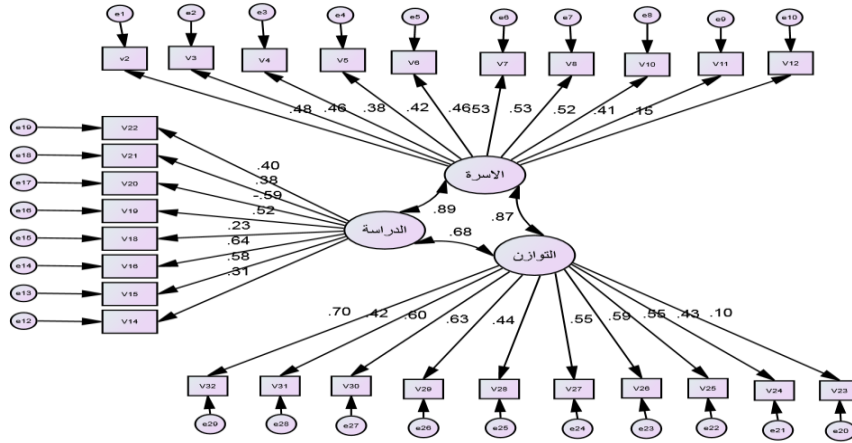 e1 e2 e3 e4 e5 e6 e7 e8 e9 e10
v2 V3 V4 V5 V6 V7 V8 V10 V11 V12
.48 .46 .38 .42 .46 .53 .53 .52 .41 .15
الاسرة
e19 V22 .40
e18 V21 .38
e17 V20 -.59
e16 V19 .52
e15 V18 .23
e14 V16 .64
e13 V15 .58
e12 V14 .31
الدراسة
.89 .87
.68
التوازن
.70 .42 .60 .63 .44 .55 .59 .55 .43 .10
V32 V31 V30 V29 V28 V27 V26 V25 V24 V23
e29 e28 e27 e26 e25 e24 e23 e22 e21 e20